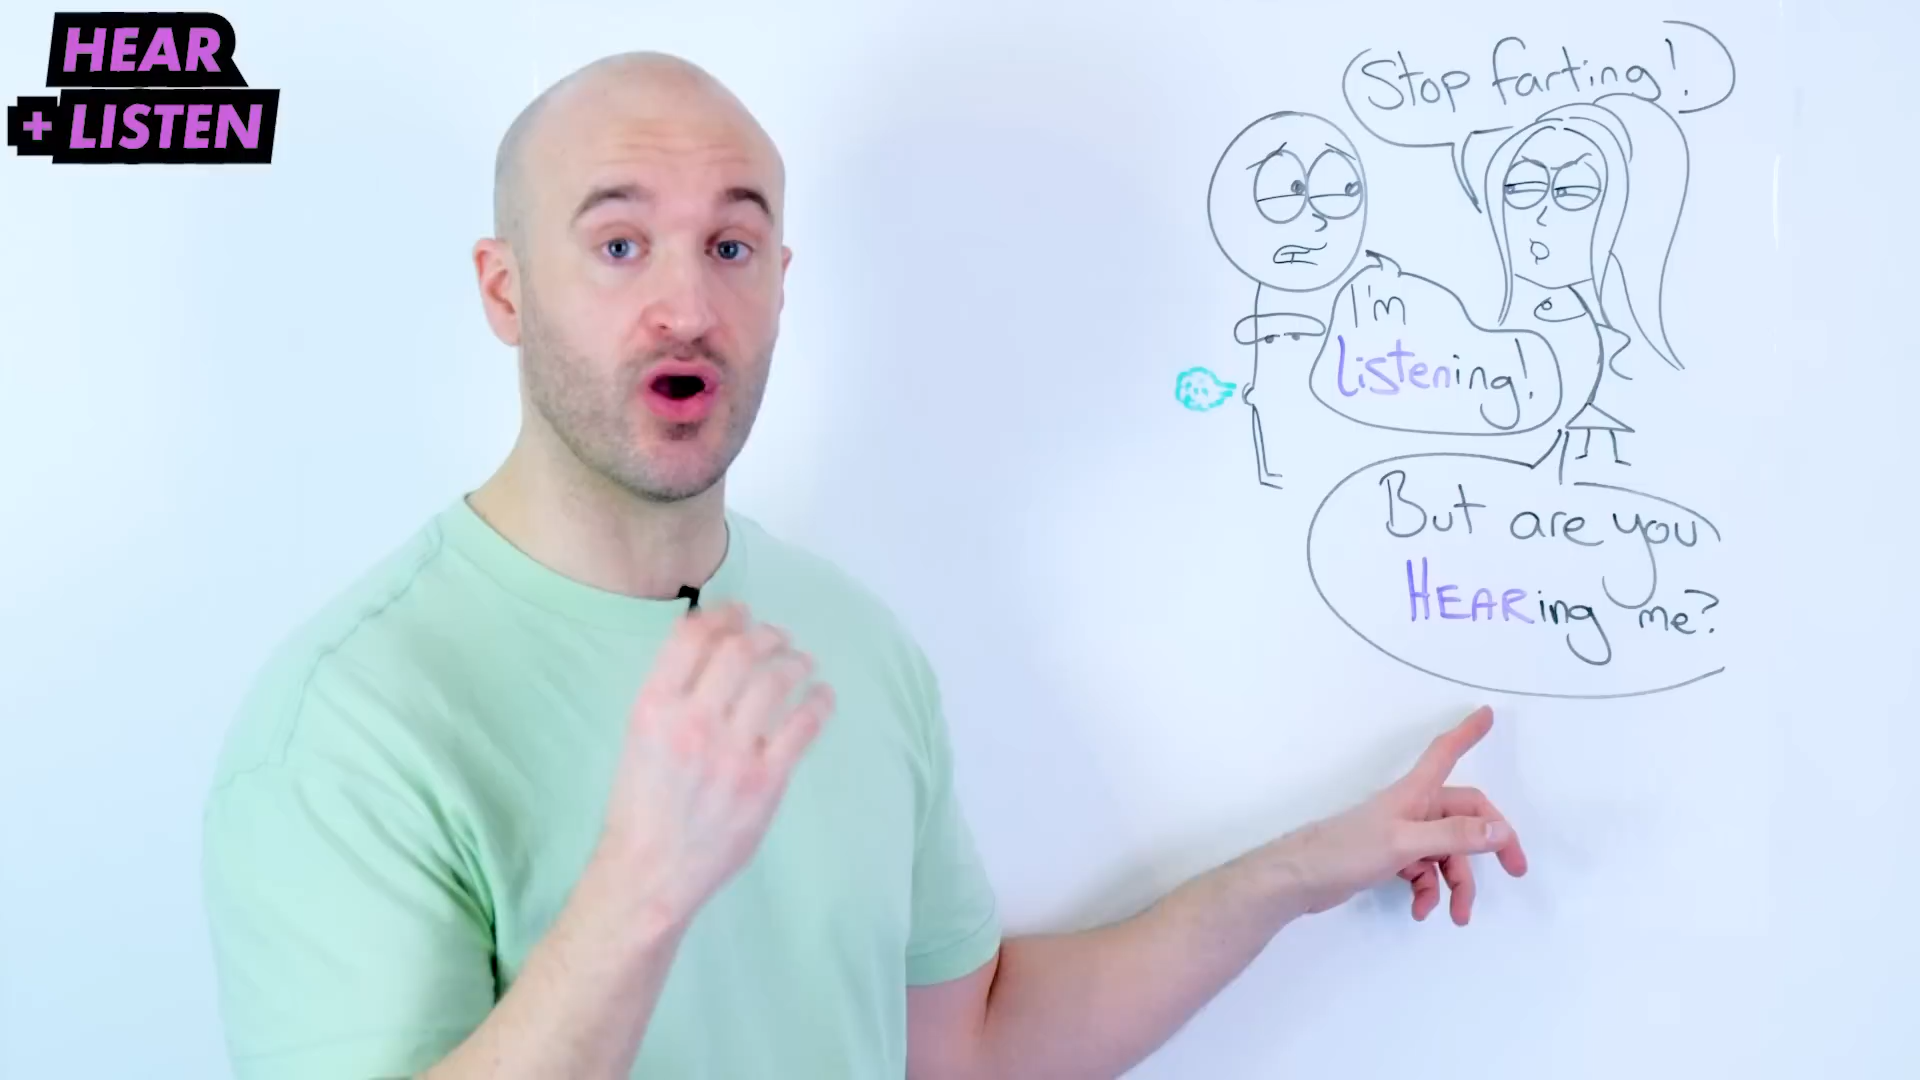 HEAR
+ LISTEN
Stop farting!
I'm
Listening!
But are you
HEARing me?